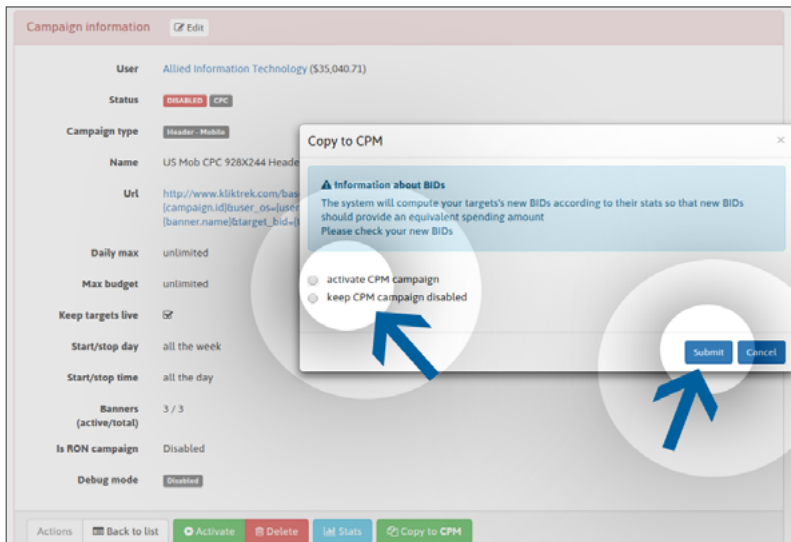 Campaign information Edit
User Allied Information Technology ($35,040.71)
Status DISABLED CPC
Campaign type Header - Mobile
Name US Mob CPC 928X244 Heade
Url http://www.kliktrek.com/bas
{campaign.id}&user_os={user
{banner.name}&target_bid={t
Daily max unlimited
Max budget unlimited
Keep targets live
Start/stop day all the week
Start/stop time all the day
Banners 3 / 3
(active/total)
Is RON campaign Disabled
Debug mode Disabled
Actions Back to list Activate Delete Stats Copy to CPM
Copy to CPM ×
Information about BIDs
The system will compute your targets's new BIDs according to their stats so that new BIDs
should provide an equivalent spending amount
Please check your new BIDs
activate CPM campaign
keep CPM campaign disabled
Submit Cancel